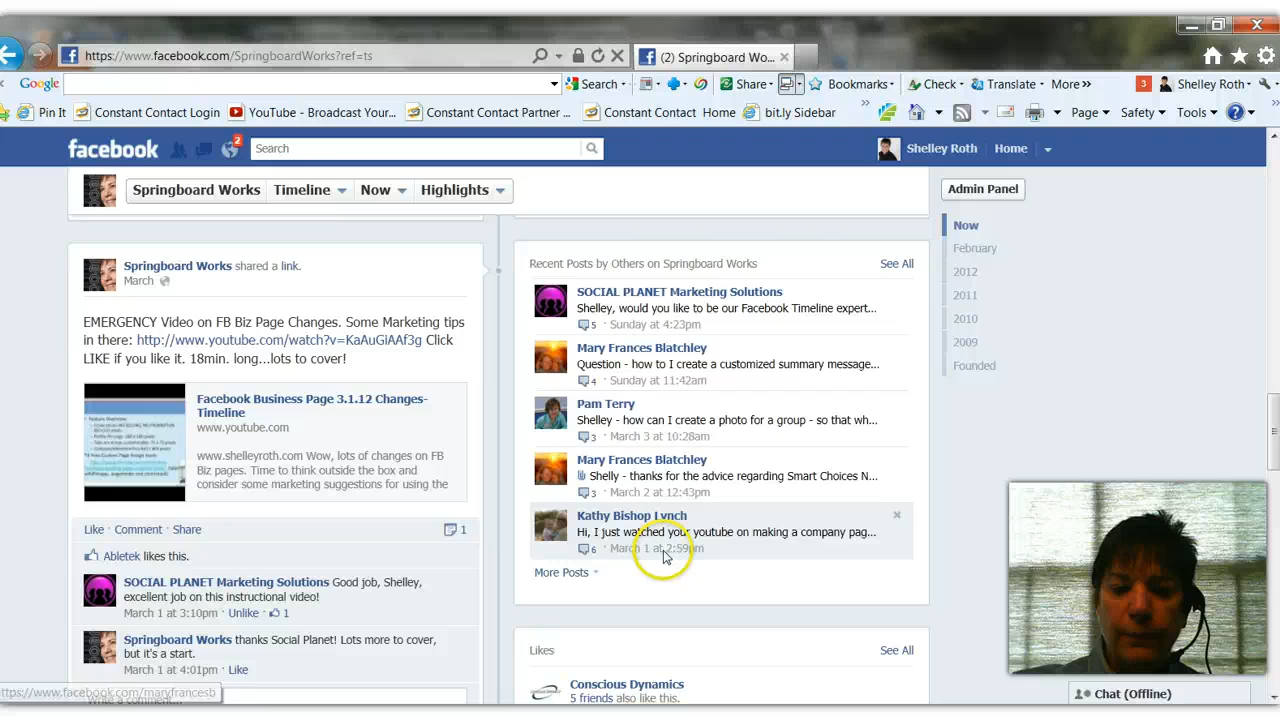 https://www.facebook.com/SpringboardWorks?ref=ts
(2) Springboard Wo...
Google
Search
Share
Bookmarks
Check
Translate
More>>
3
Shelley Roth
Pin It
Constant Contact Login
YouTube - Broadcast Your...
Constant Contact Partner ...
Constant Contact Home
bit.ly Sidebar
Page
Safety
Tools
facebook
2
Search
Shelley Roth
Home
Springboard Works
Timeline
Now
Highlights
Admin Panel
Now
February
2012
2011
2010
2009
Founded
Springboard Works shared a link.
March
EMERGENCY Video on FB Biz Page Changes. Some Marketing tips
in there: http://www.youtube.com/watch?v=KaAuGiAAf3g Click
LIKE if you like it. 18min. long...lots to cover!
Facebook Business Page 3.1.12 Changes-
Timeline
www.youtube.com
www.shelleyroth.com Wow, lots of changes on FB
Biz pages. Time to think outside the box and
consider some marketing suggestions for using the
Like · Comment · Share
1
Abletek likes this.
SOCIAL PLANET Marketing Solutions Good job, Shelley,
excellent job on this instructional video!
March 1 at 3:10pm · Unlike · 1
Springboard Works thanks Social Planet! Lots more to cover,
but it's a start.
March 1 at 4:01pm · Like
https://www.facebook.com/maryfrancesb
Write a comment...
Recent Posts by Others on Springboard Works
See All
SOCIAL PLANET Marketing Solutions
Shelley, would you like to be our Facebook Timeline expert...
5 · Sunday at 4:23pm
Mary Frances Blatchley
Question - how to I create a customized summary message...
4 · Sunday at 11:42am
Pam Terry
Shelley - how can I create a photo for a group - so that wh...
3 · March 3 at 10:28am
Mary Frances Blatchley
Shelly - thanks for the advice regarding Smart Choices N...
3 · March 2 at 12:43pm
Kathy Bishop Lynch
Hi, I just watched your youtube on making a company pag...
6 · March 1 at 2:59pm
More Posts
Likes
See All
Conscious Dynamics
5 friends also like this.
Chat (Offline)